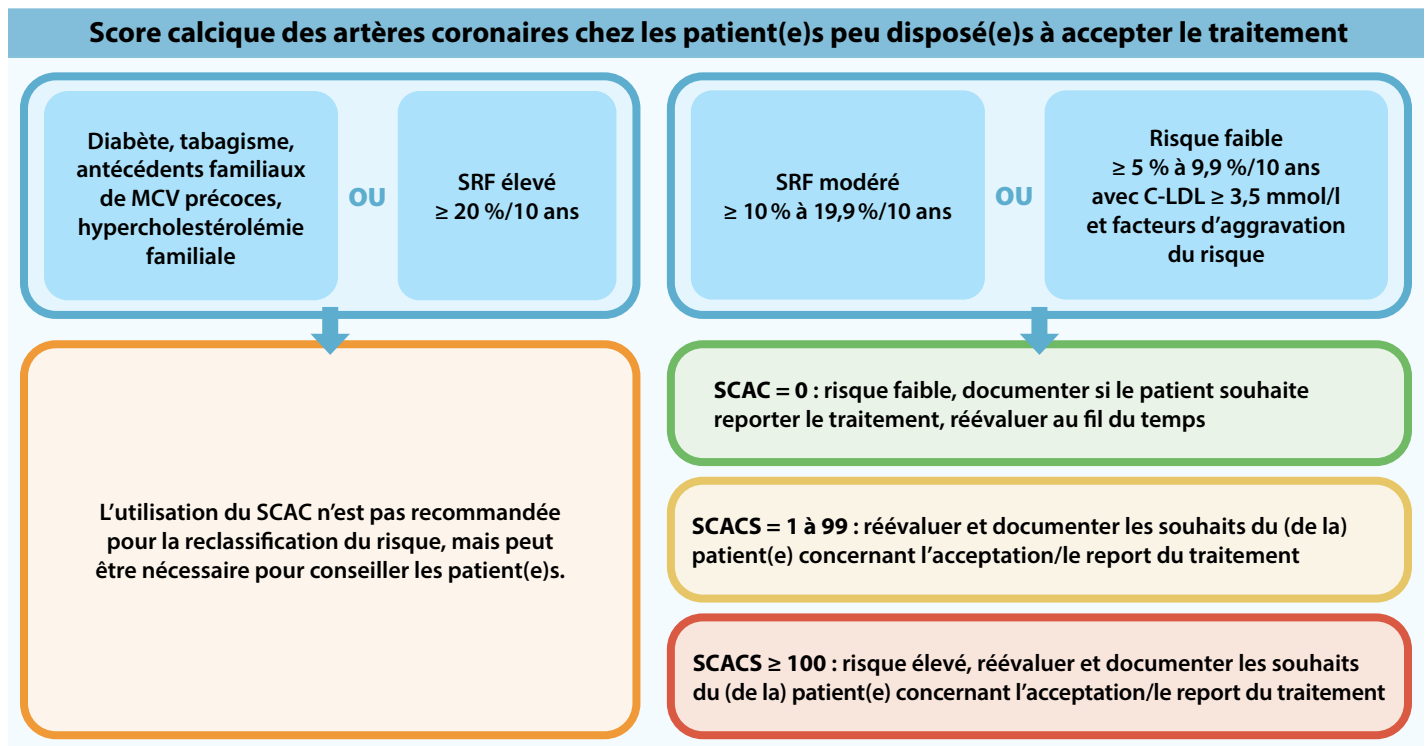 Score calcique des artères coronaires chez les patient(e)s peu disposé(e)s à accepter le traitement
Diabète, tabagisme,
antécédents familiaux
de MCV précoces,
hypercholestérolémie
familiale
OU
SRF élevé
≥ 20 %/10 ans
SRF modéré
≥ 10 % à 19,9 %/10 ans
OU
Risque faible
≥ 5 % à 9,9 %/10 ans
avec C-LDL ≥ 3,5 mmol/l
et facteurs d’aggravation
du risque
L’utilisation du SCAC n’est pas recommandée
pour la reclassification du risque, mais peut
être nécessaire pour conseiller les patient(e)s.
SCAC = 0 : risque faible, documenter si le patient souhaite
reporter le traitement, réévaluer au fil du temps
SCACS = 1 à 99 : réévaluer et documenter les souhaits du (de la)
patient(e) concernant l’acceptation/le report du traitement
SCACS ≥ 100 : risque élevé, réévaluer et documenter les souhaits
du (de la) patient(e) concernant l’acceptation/le report du traitement